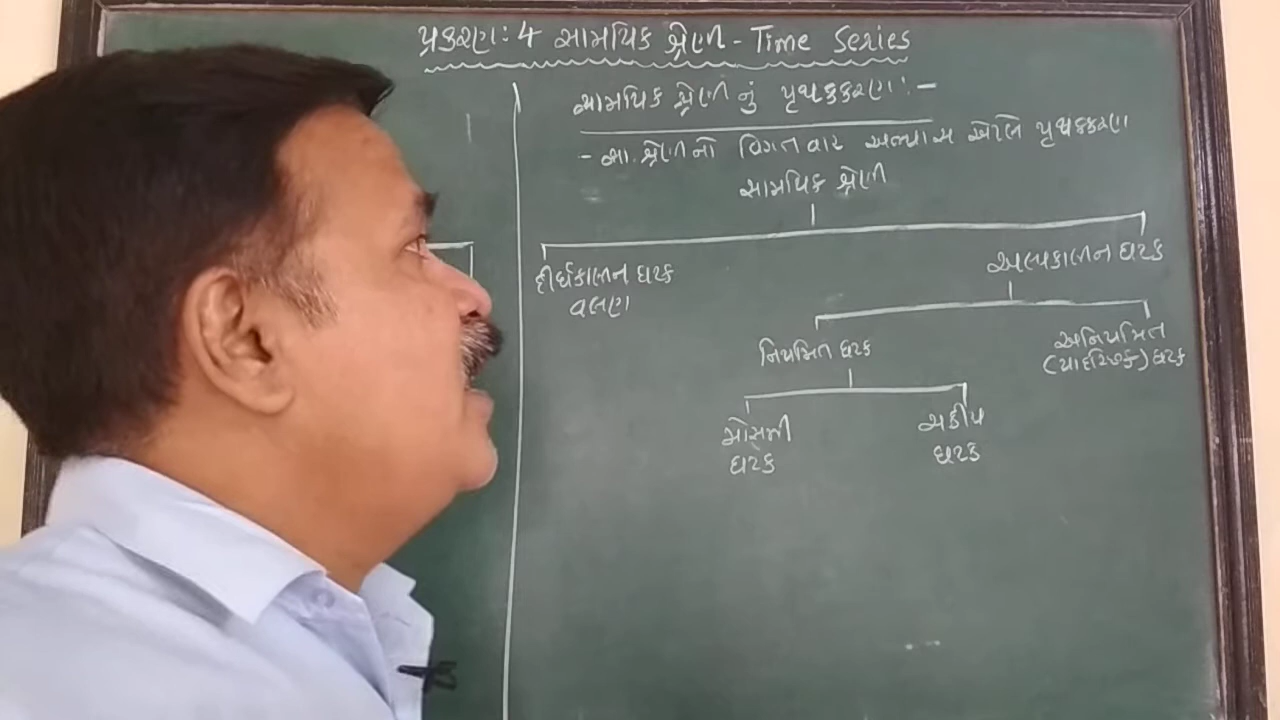 પ્રકરણ: 4 સામયિક શ્રેણી - Time Series
સામયિક શ્રેણીનું પૃથક્કરણ :-
- સા. શ્રેણીનો વિગતવાર અભ્યાસ એટલે પૃથક્કરણ
સામયિક શ્રેણી
દીર્ઘકાલીન ઘટક
વલણ
અલ્પકાલીન ઘટક
નિયમિત ઘટક
અનિયમિત
(યાદચ્છિક) ઘટક
મોસમી
ઘટક
ચક્રીય
ઘટક